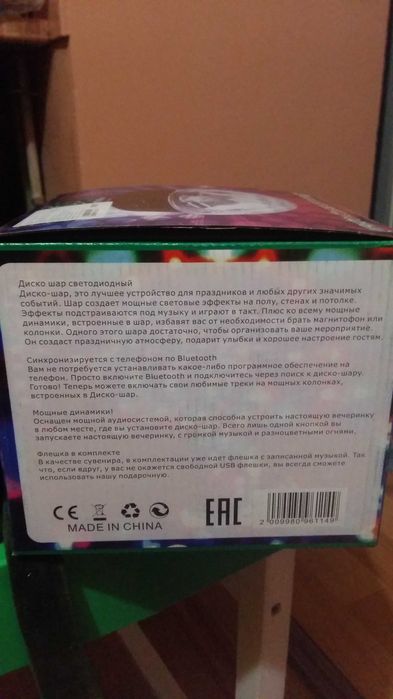 Диско шар светодиодный
Диско-шар, это лучшее устройство для праздников и любых других значимых
событий. Шар создает мощные световые эффекты на полу, стенах и потолке.
Эффекты подстраиваются под музыку и играют в такт. Плюс ко всему мощные
динамики, встроенные в шар, избавят вас от необходимости брать магнитофон или
колонки. Одного этого шара достаточно, чтобы организовать ваше мероприятие.
Он создаст праздничную атмосферу, подарит улыбки и хорошее настроение гостям.
Синхронизируется с телефоном по Bluetooth
Вам не потребуется устанавливать какое-либо программное обеспечение на
телефон. Просто включите Bluetooth и подключитесь через поиск к диско-шару.
Готово! Теперь можете включать свои любимые треки на мощных колонках,
встроенных в Диско-шар.
Мощные динамики!
Оснащен мощной аудиосистемой, которая способна устроить настоящую вечеринку
в любом месте, где вы установите диско-шар. Всего лишь одной кнопкой вы
запускаете настоящую вечеринку, с громкой музыкой и разноцветными огнями.
Флешка в комплекте
В качестве сувенира, в комплектации уже идет флешка с записанной музыкой. Так
что, если вдруг, у вас не окажется свободной USB флешки, вы всегда сможете
использовать нашу подарочную.
CE
EAC
MADE IN CHINA
2 009980 961149